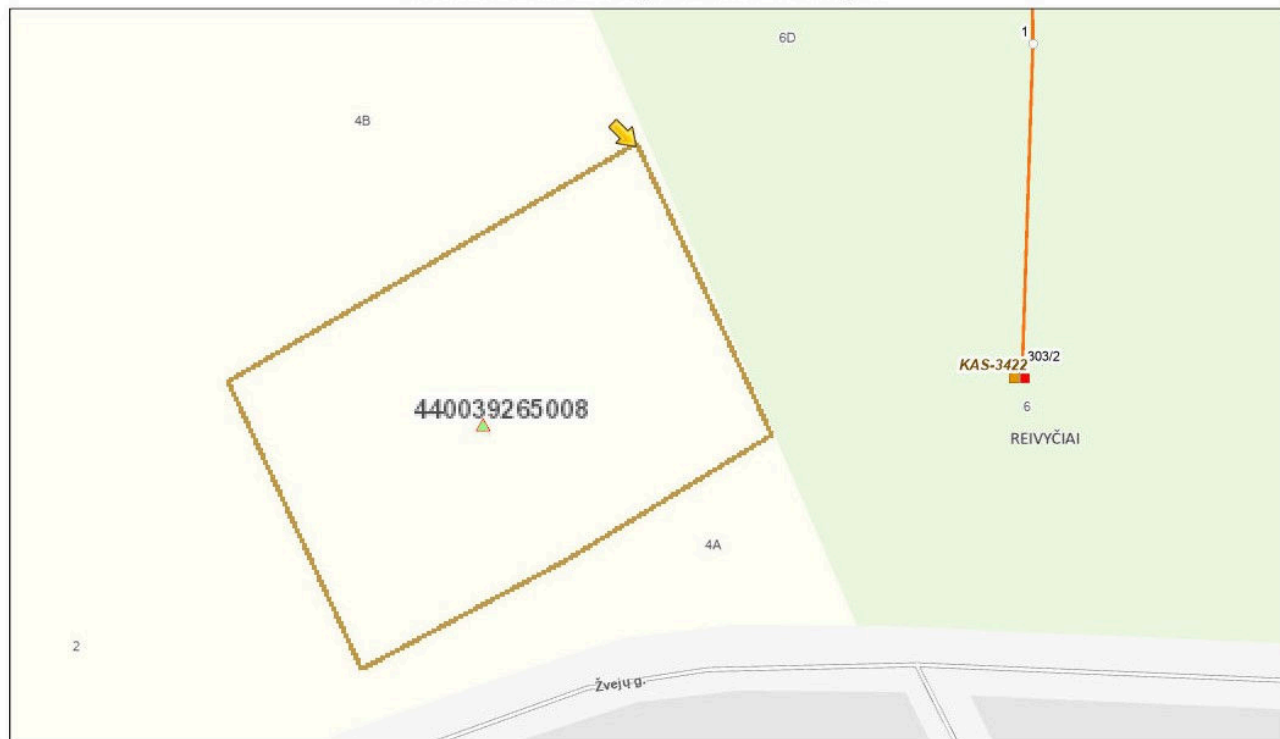 1
6D
4B
303/2
KAS-3422
6
440039265008
REIVYČIAI
4A
2
Žvejų g.